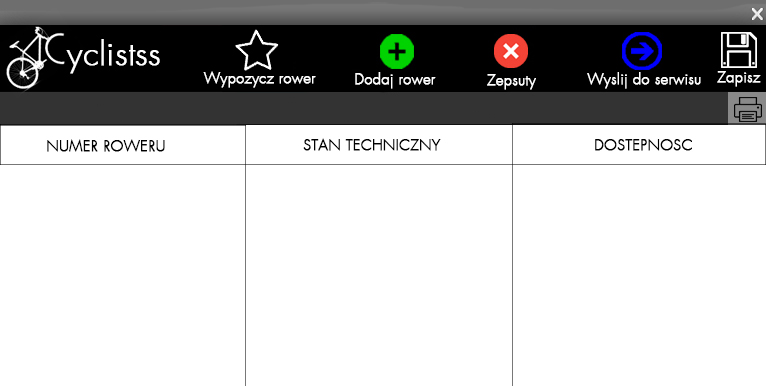 Cyclistss
Wypozycz rower
Dodaj rower
Zepsuty
Wyslij do serwisu
Zapisz
NUMER ROWERU
STAN TECHNICZNY
DOSTEPNOSC